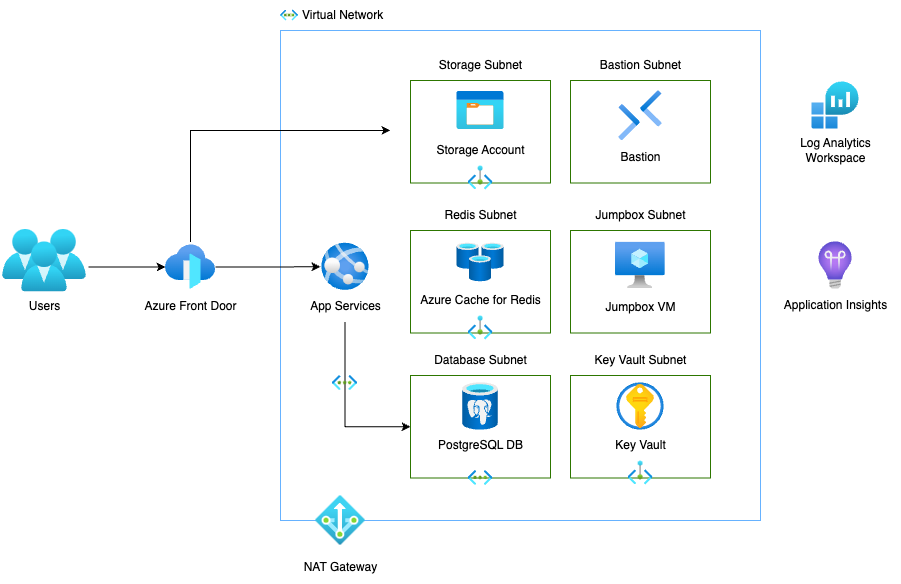 Virtual Network
Storage Subnet
Bastion Subnet
Storage Account
Bastion
Log Analytics
Workspace
Redis Subnet
Jumpbox Subnet
Users
Azure Front Door
App Services
Azure Cache for Redis
Jumpbox VM
Application Insights
Database Subnet
Key Vault Subnet
PostgreSQL DB
Key Vault
NAT Gateway